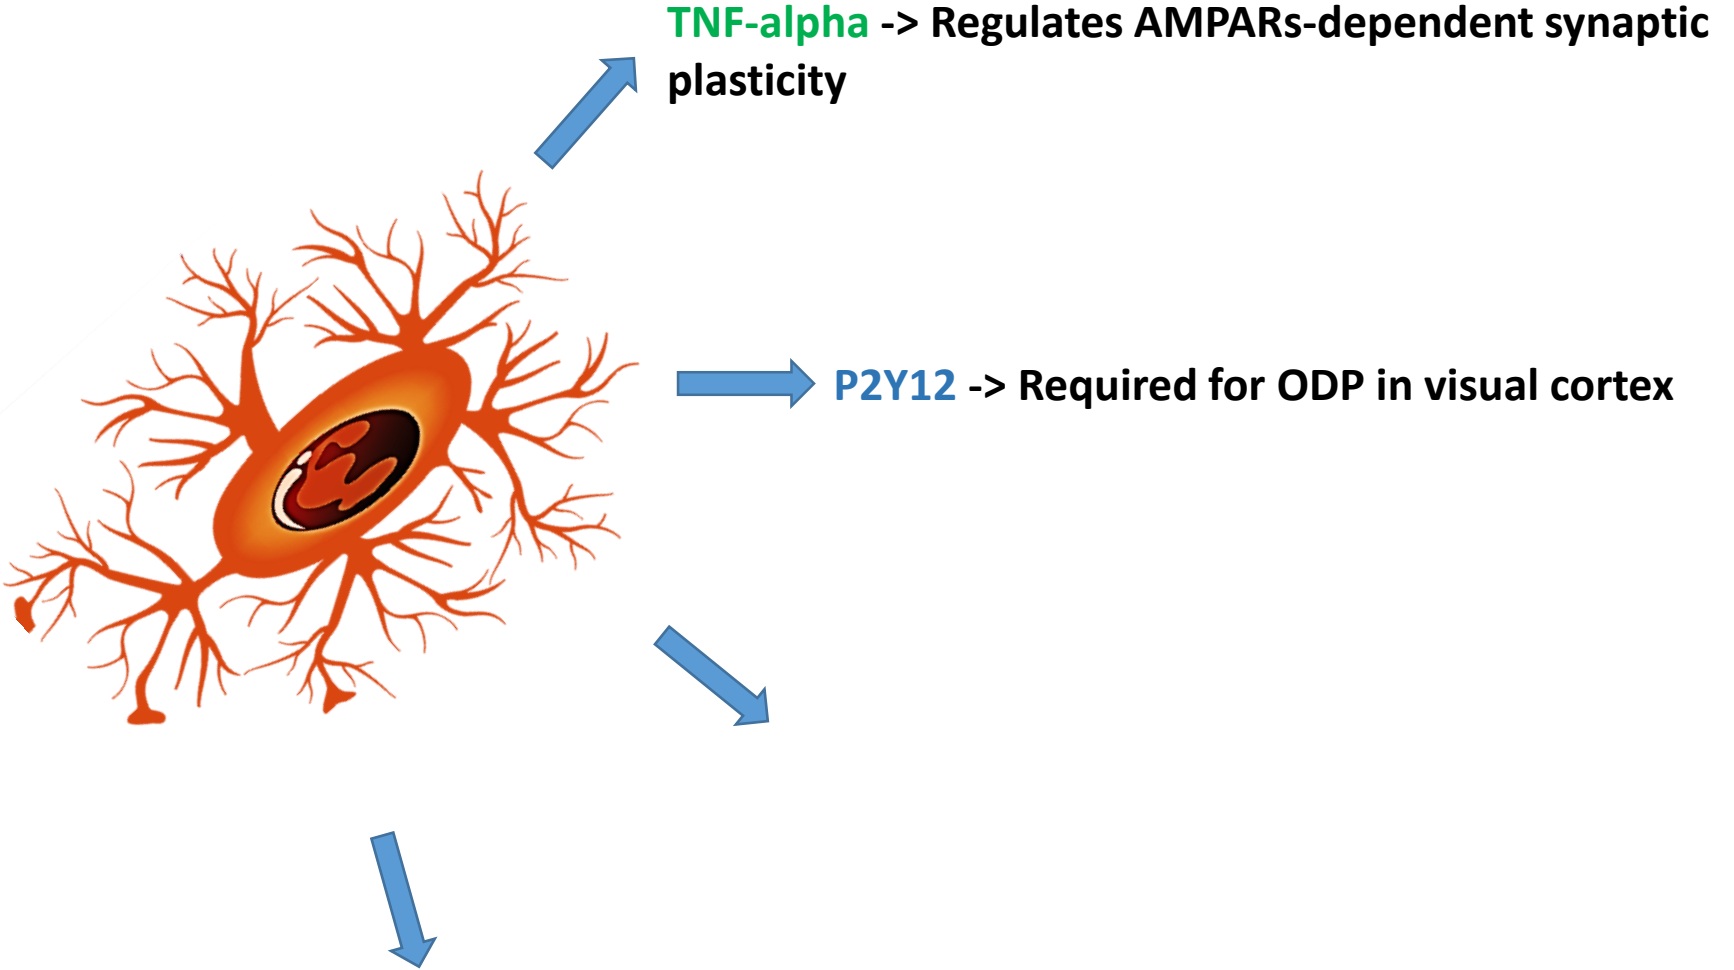 TNF-alpha -> Regulates AMPARs-dependent synaptic
plasticity
P2Y12 -> Required for ODP in visual cortex